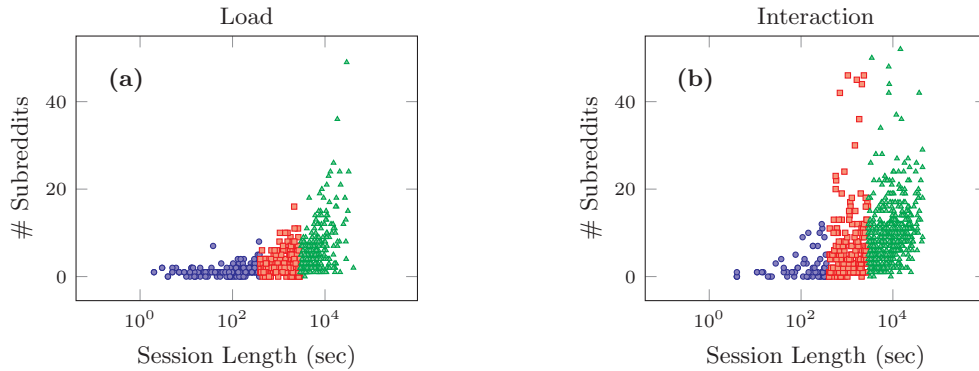 Load
(a)
# Subreddits
40
20
0
10^0
10^2
10^4
Session Length (sec)
Interaction
(b)
# Subreddits
40
20
0
10^0
10^2
10^4
Session Length (sec)